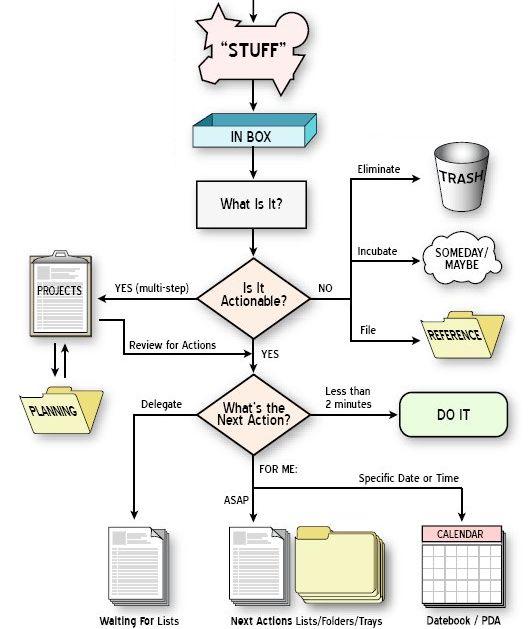 "STUFF"
IN BOX
What Is It?
Eliminate
TRASH
Incubate
SOMEDAY/
MAYBE
File
REFERENCE
Is It
Actionable?
NO
YES (multi-step)
PROJECTS
Review for Actions
YES
PLANNING
What's the
Next Action?
Less than
2 minutes
DO IT
Delegate
FOR ME:
Specific Date or Time
ASAP
CALENDAR
Waiting For Lists
Next Actions Lists/Folders/Trays
Datebook / PDA